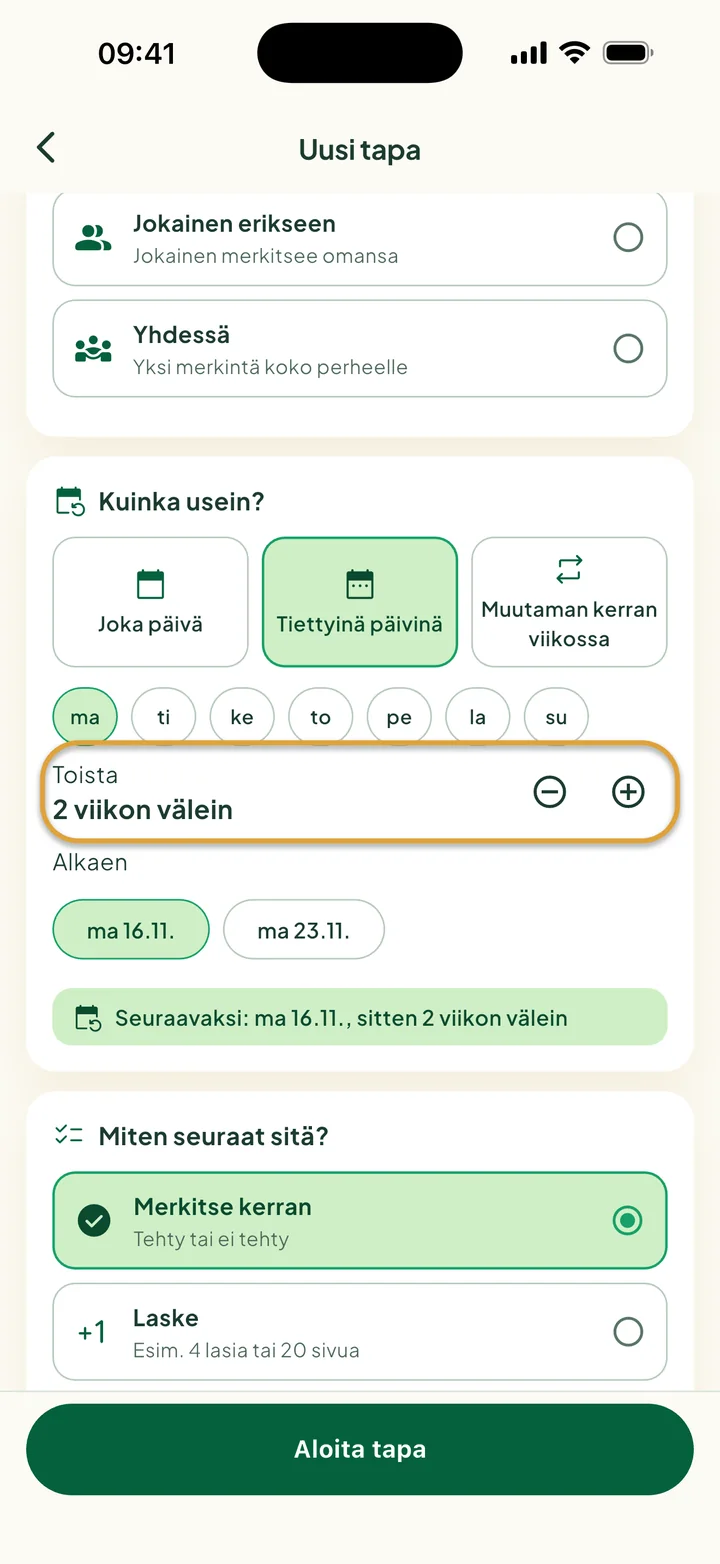 09:41
Uusi tapa
Jokainen erikseen
Jokainen merkitsee omansa
Yhdessä
Yksi merkintä koko perheelle
Kuinka usein?
Joka päivä
Tiettyinä päivinä
Muutaman kerran
viikossa
ma ti ke to pe la su
Toista
2 viikon välein
Alkaen
ma 16.11. ma 23.11.
Seuraavaksi: ma 16.11., sitten 2 viikon välein
Miten seuraat sitä?
Merkitse kerran
Tehty tai ei tehty
+1 Laske
Esim. 4 lasia tai 20 sivua
Aloita tapa